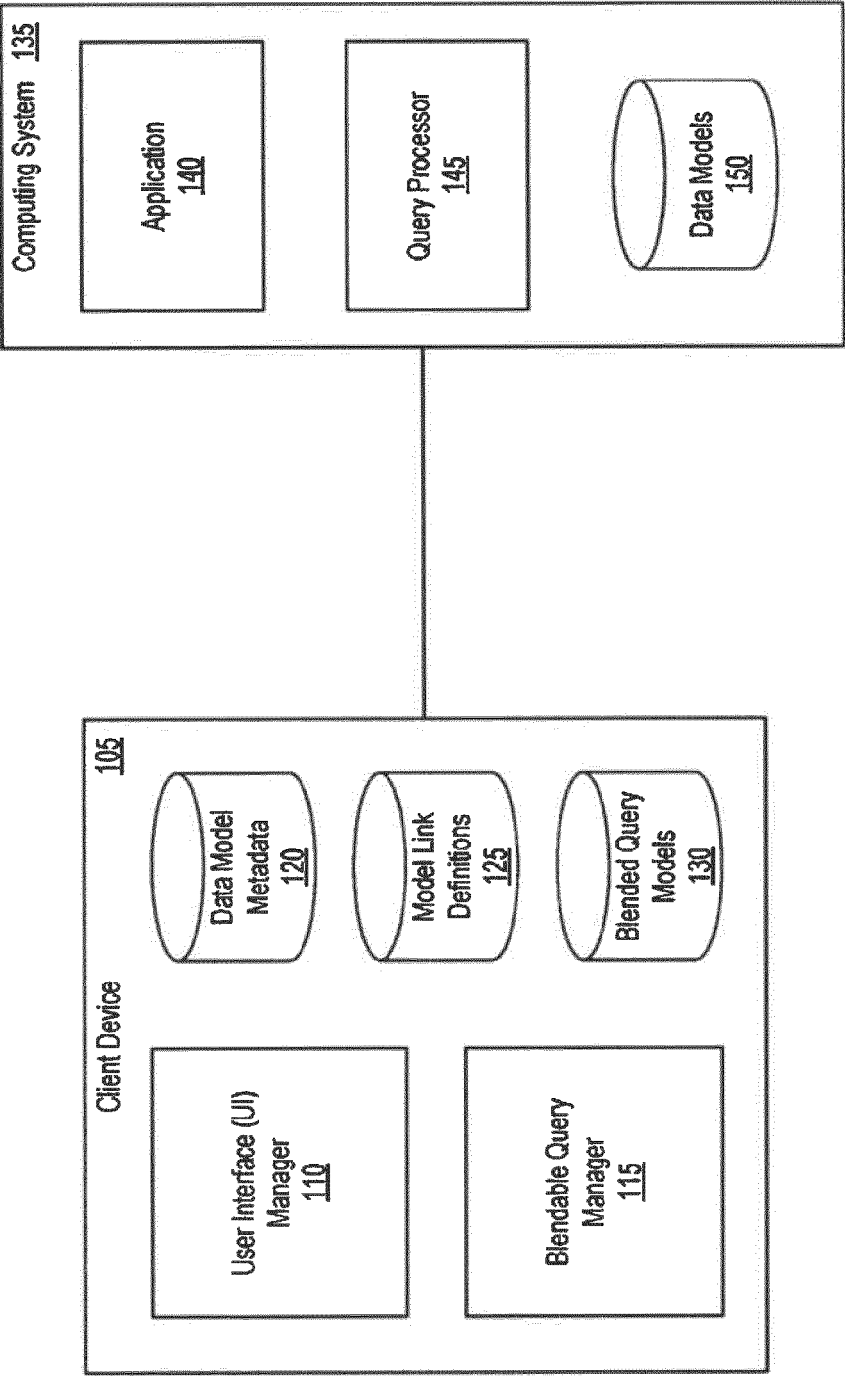 Client Device
105
User Interface (UI)
Manager
110
Blendable Query
Manager
115
Data Model
Metadata
120
Model Link
Definitions
125
Blended Query
Models
130
Computing System 135
Application
140
Query Processor
145
Data Models
150